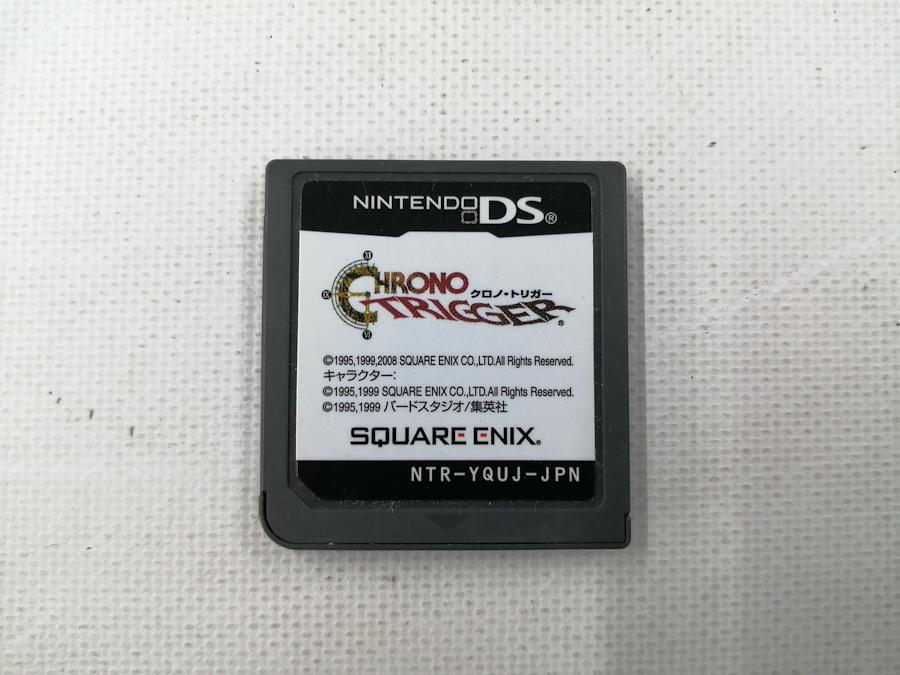 NINTENDO DS®
CHRONO
TRIGGER®
クロノ・トリガー
©1995,1999,2008 SQUARE ENIX CO.,LTD.All Rights Reserved.
キャラクター:
©1995,1999 SQUARE ENIX CO.,LTD.All Rights Reserved.
©1995,1999 バードスタジオ/集英社
SQUARE ENIX®
NTR-YQUJ-JPN